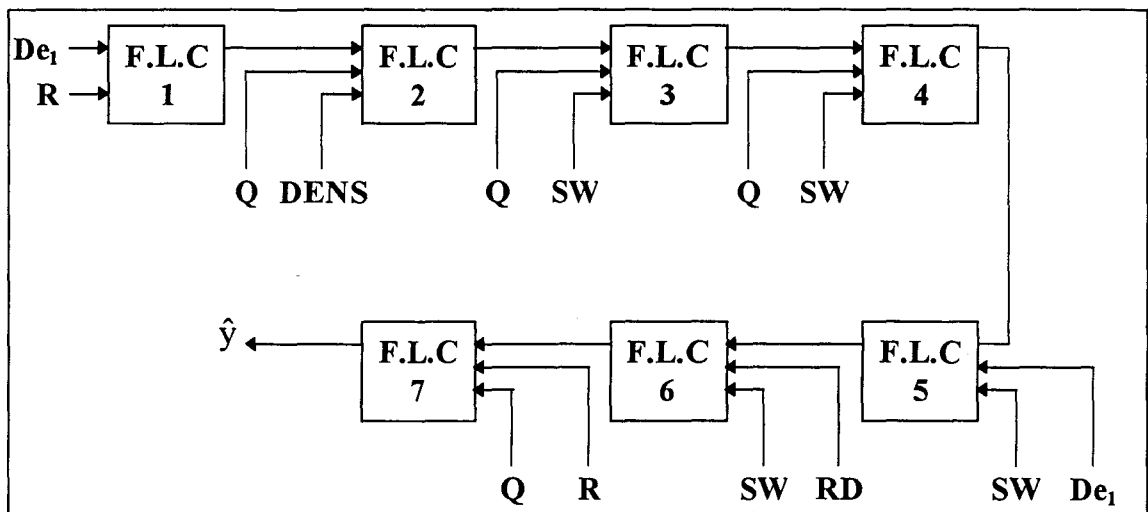 De₁
R
F.L.C
1
F.L.C
2
F.L.C
3
F.L.C
4
Q DENS Q SW Q SW
ŷ
F.L.C
7
F.L.C
6
F.L.C
5
Q R SW RD SW De₁